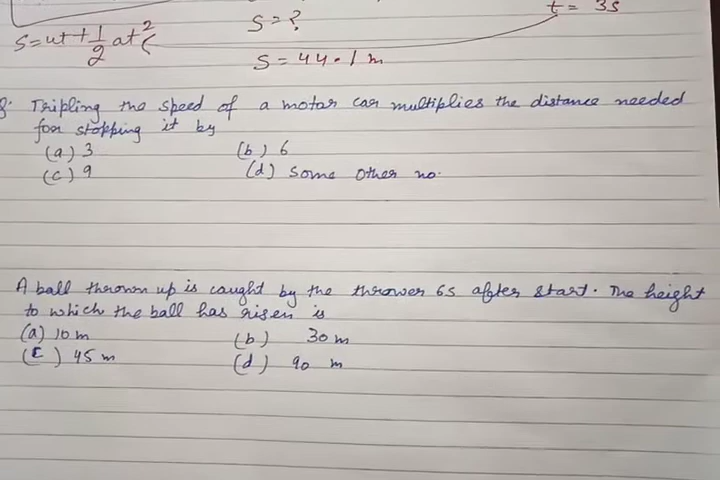 t = 3s
S = ?
S = ut + 1/2 at²
S = 44.1 m
Tripling the speed of a motor car multiplies the distance needed
for stopping it by
(a) 3 (b) 6
(c) 9 (d) some other no.
A ball thrown up is caught by the thrower 6s after start. The height
to which the ball has risen is
(a) 10 m (b) 30 m
(c) 45 m (d) 90 m